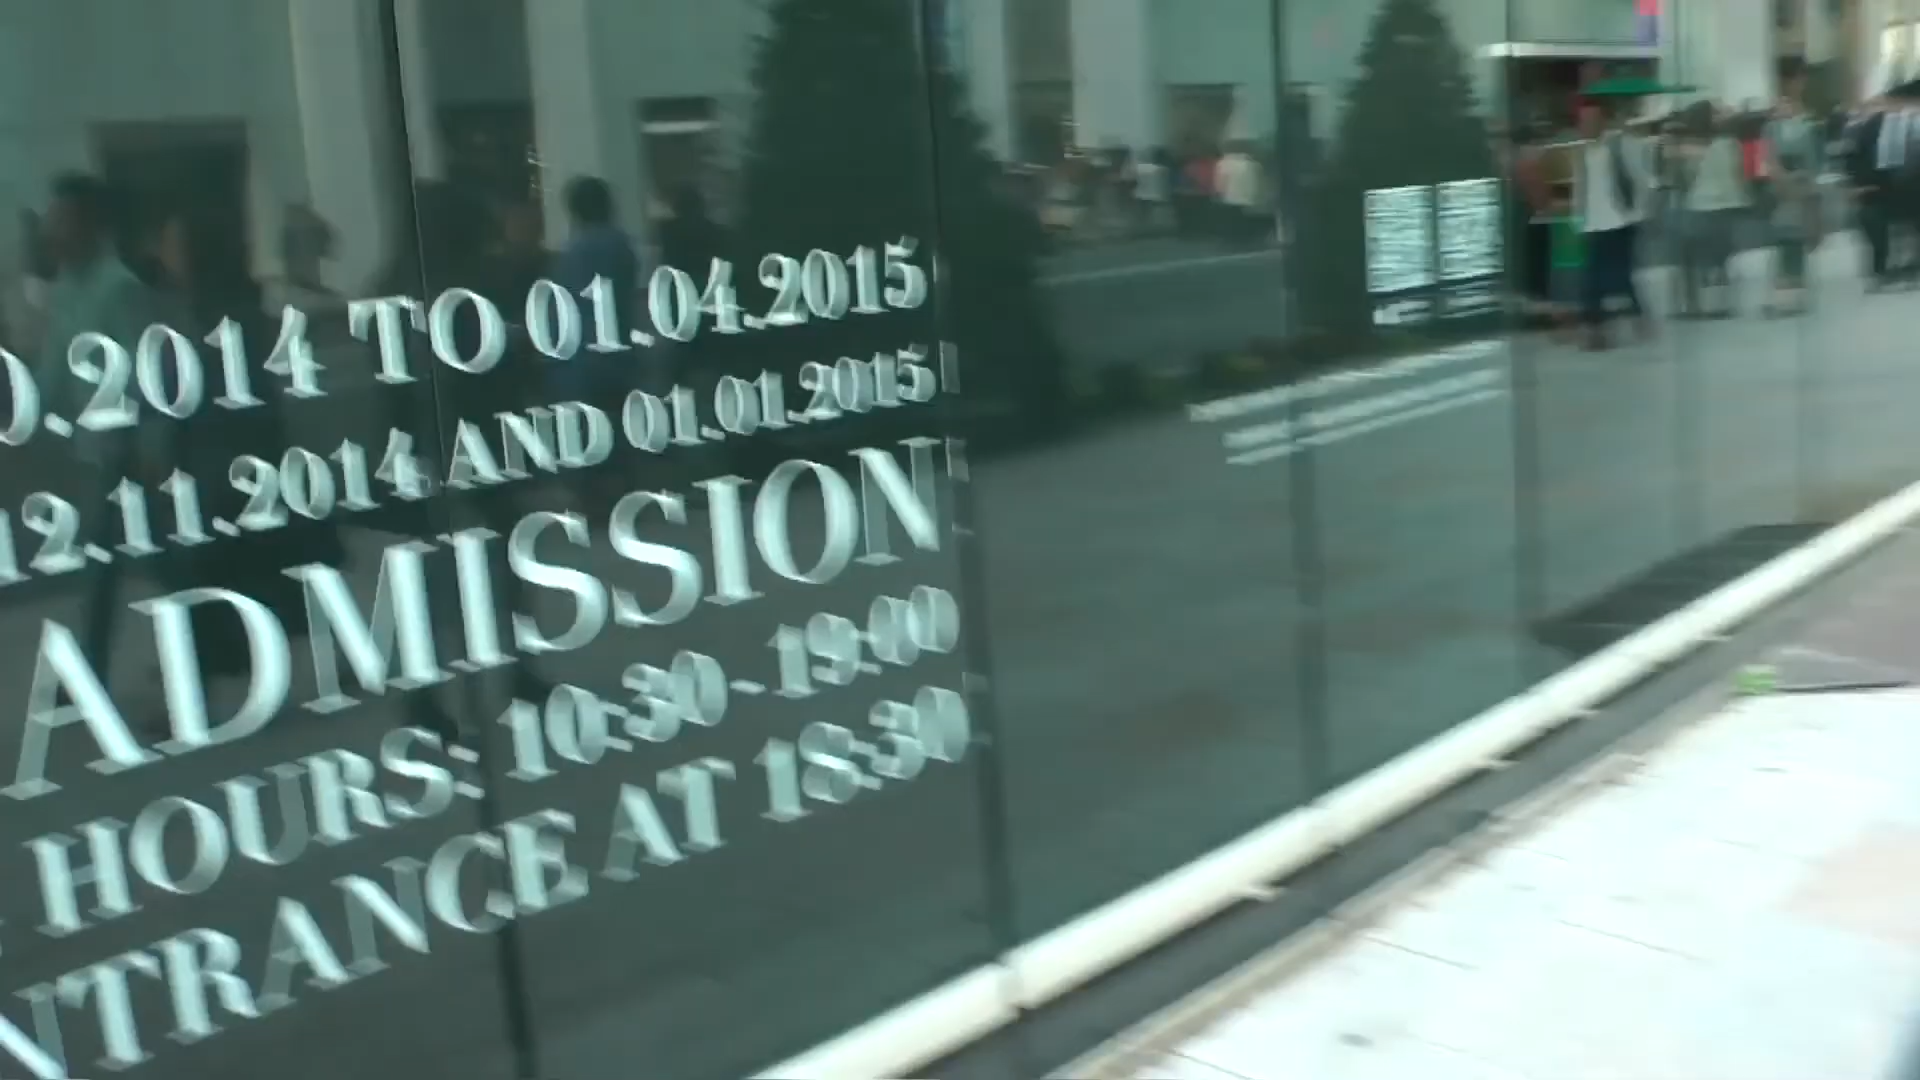 .2014 TO 01.04.2015
12.11.2014 AND 01.01.2015
ADMISSION
HOURS: 10:30-19:00
NTRANCE AT 18:30